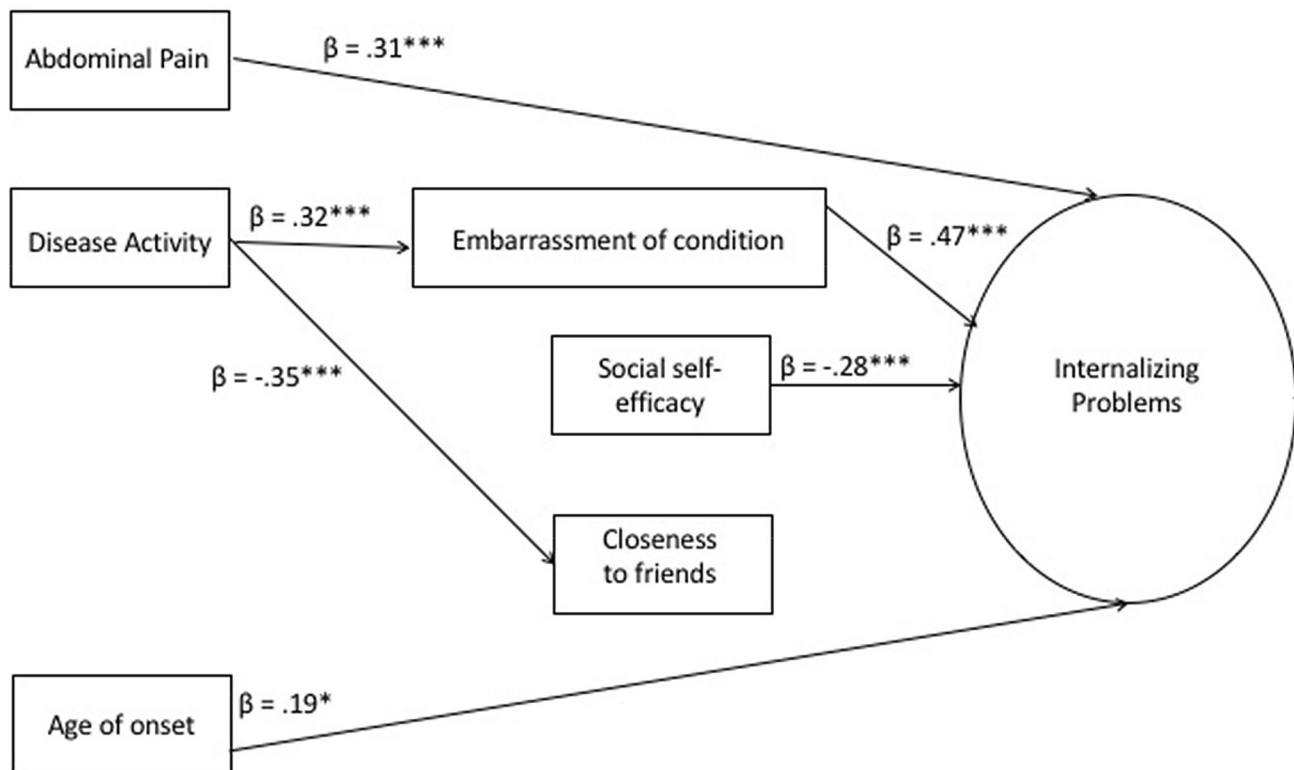 Abdominal Pain
β = .31***
Disease Activity
β = .32***
Embarrassment of condition
β = .47***
β = -.35***
Social self-
efficacy
β = -.28***
Internalizing
Problems
Closeness
to friends
Age of onset
β = .19*